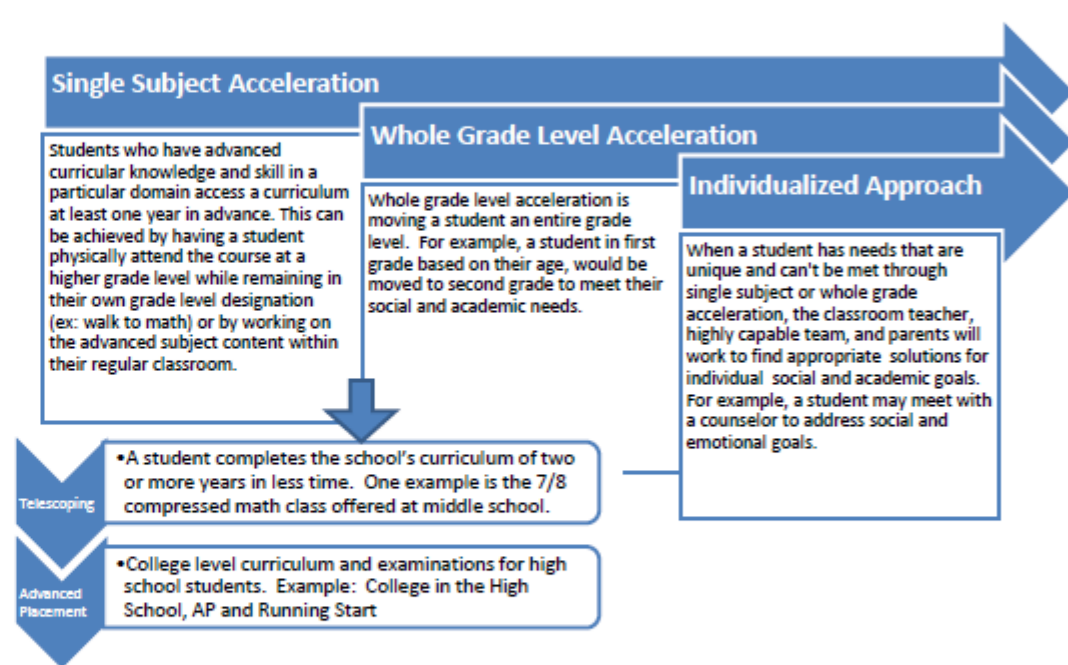 Single Subject Acceleration
Students who have advanced
curricular knowledge and skill in a
particular domain access a curriculum
at least one year in advance. This can
be achieved by having a student
physically attend the course at a
higher grade level while remaining in
their own grade level designation
(ex: walk to math) or by working on
the advanced subject content within
their regular classroom.
Whole Grade Level Acceleration
Whole grade level acceleration is
moving a student an entire grade
level. For example, a student in first
grade based on their age, would be
moved to second grade to meet their
social and academic needs.
Individualized Approach
When a student has needs that are
unique and can't be met through
single subject or whole grade
acceleration, the classroom teacher,
highly capable team, and parents will
work to find appropriate solutions for
individual social and academic goals.
For example, a student may meet with
a counselor to address social and
emotional goals.
Telescoping
•A student completes the school's curriculum of two
or more years in less time. One example is the 7/8
compressed math class offered at middle school.
Advanced
Placement
•College level curriculum and examinations for high
school students. Example: College in the High
School, AP and Running Start